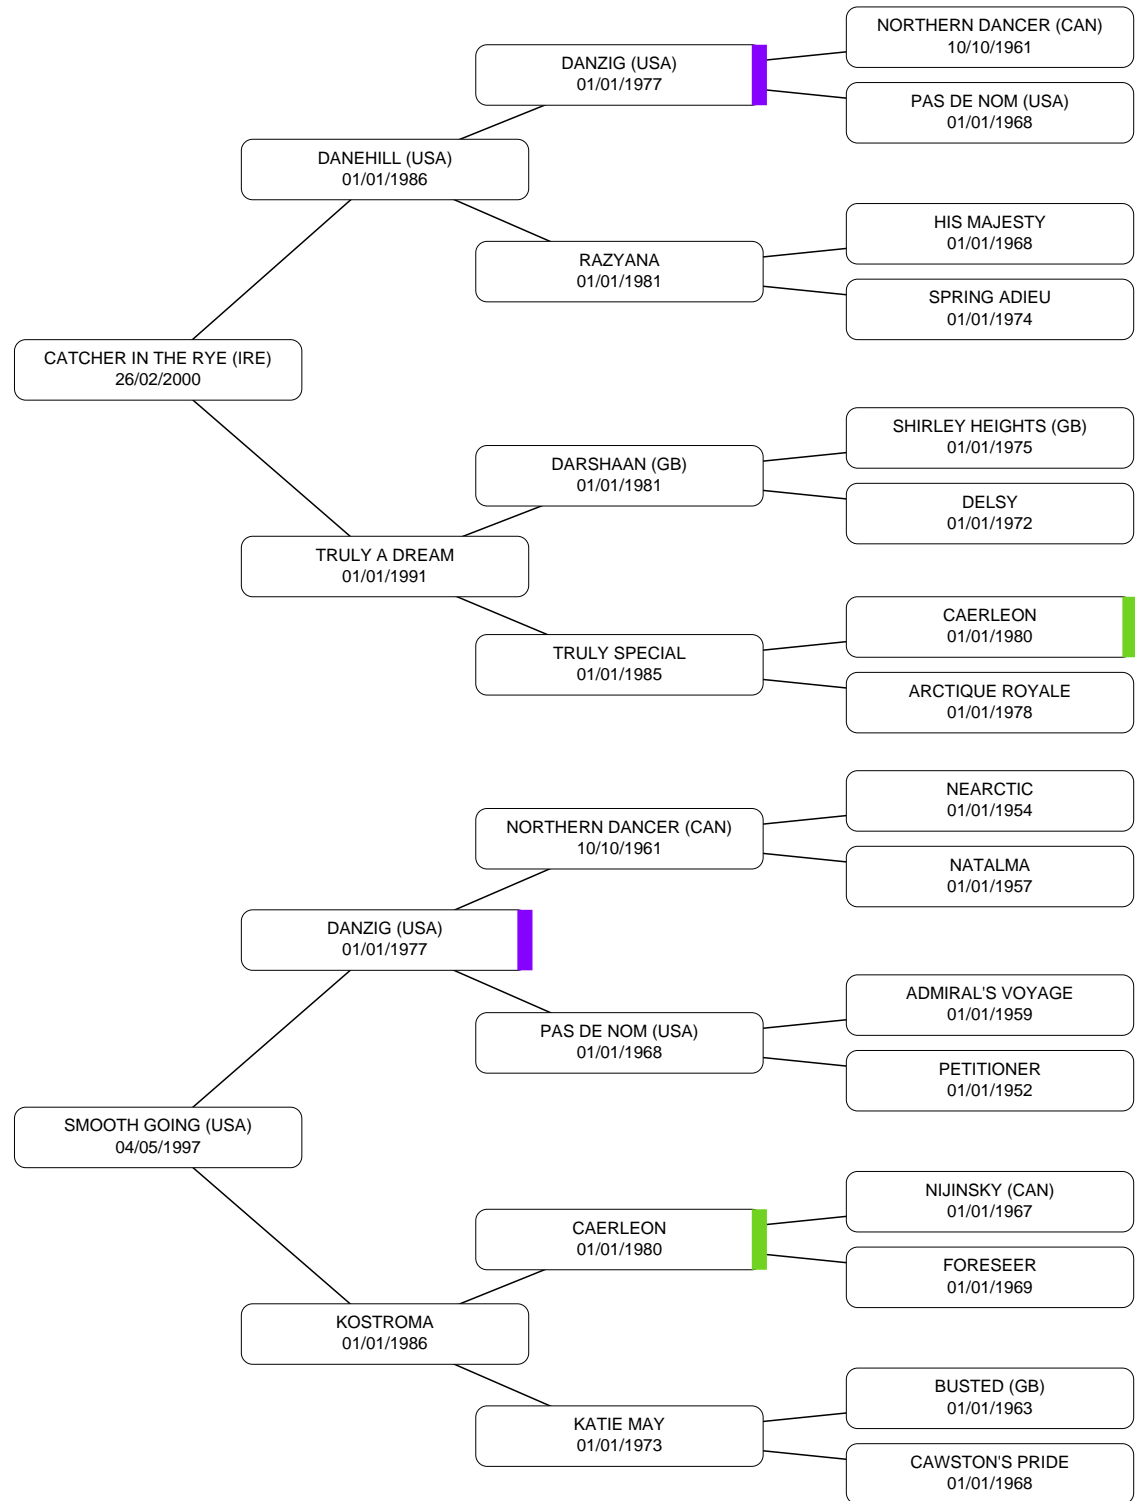 NORTHERN DANCER (CAN)
10/10/1961
DANZIG (USA)
01/01/1977
PAS DE NOM (USA)
01/01/1968
DANEHILL (USA)
01/01/1986
HIS MAJESTY
01/01/1968
RAZYANA
01/01/1981
SPRING ADIEU
01/01/1974
CATCHER IN THE RYE (IRE)
26/02/2000
SHIRLEY HEIGHTS (GB)
01/01/1975
DARSHAAN (GB)
01/01/1981
DELSY
01/01/1972
TRULY A DREAM
01/01/1991
CAERLEON
01/01/1980
TRULY SPECIAL
01/01/1985
ARCTIQUE ROYALE
01/01/1978
NEARCTIC
01/01/1954
NORTHERN DANCER (CAN)
10/10/1961
NATALMA
01/01/1957
DANZIG (USA)
01/01/1977
ADMIRAL'S VOYAGE
01/01/1959
PAS DE NOM (USA)
01/01/1968
PETITIONER
01/01/1952
SMOOTH GOING (USA)
04/05/1997
NIJINSKY (CAN)
01/01/1967
CAERLEON
01/01/1980
FORESEER
01/01/1969
KOSTROMA
01/01/1986
BUSTED (GB)
01/01/1963
KATIE MAY
01/01/1973
CAWSTON'S PRIDE
01/01/1968